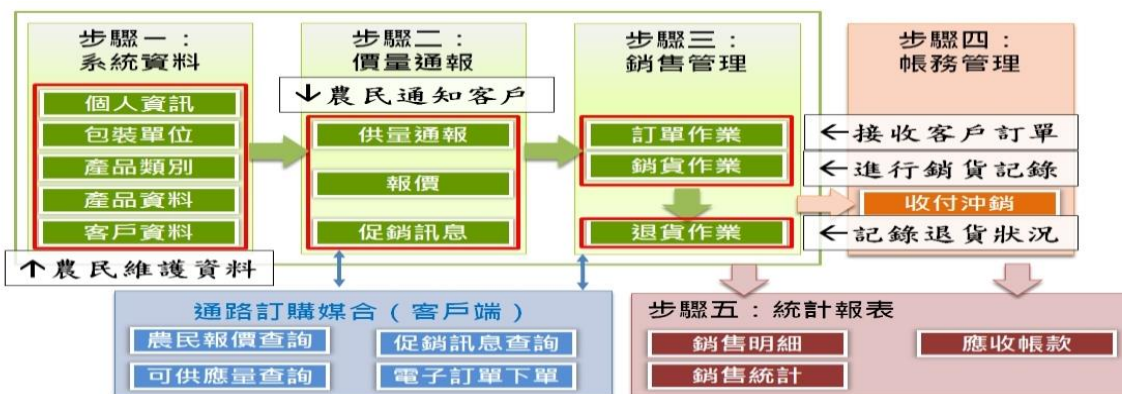 步驟一：
系統資料
個人資訊
包裝單位
產品類別
產品資料
客戶資料
↑農民維護資料
步驟二：
價量通報
↓農民通知客戶
供量通報
報價
促銷訊息
步驟三：
銷售管理
訂單作業
←接收客戶訂單
銷貨作業
←進行銷貨記錄
退貨作業
←記錄退貨狀況
步驟四：
帳務管理
收付沖銷
通路訂購媒合（客戶端）
農民報價查詢
促銷訊息查詢
可供應量查詢
電子訂單下單
步驟五：統計報表
銷售明細
應收帳款
銷售統計